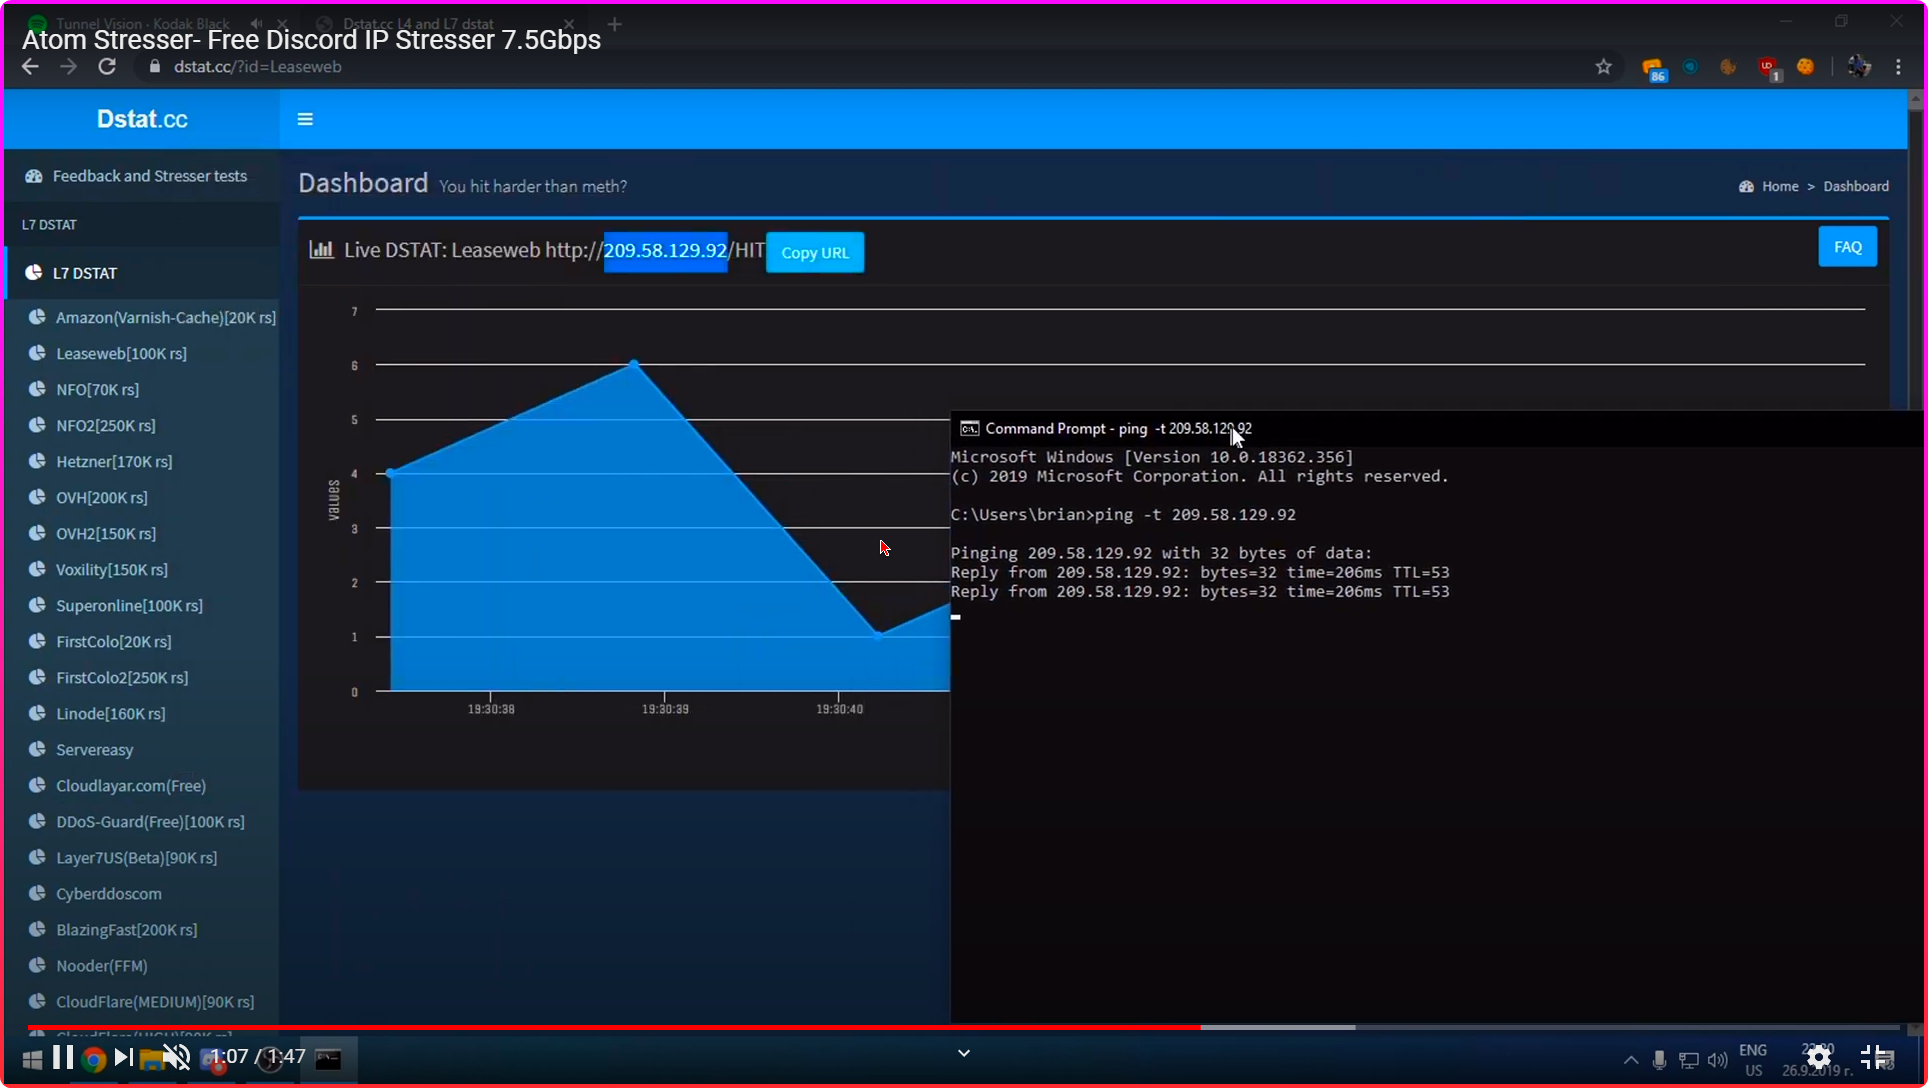 Tunnel Vision - Kodak Black
Dstat.cc L4 and L7 dstat
Atom Stresser- Free Discord IP Stresser 7.5Gbps
dstat.cc/?id=Leaseweb
86
1
Dstat.cc
Feedback and Stresser tests
L7 DSTAT
L7 DSTAT
Amazon(Varnish-Cache)[20K rs]
Leaseweb[100K rs]
NFO[70K rs]
NFO2[250K rs]
Hetzner[170K rs]
OVH[200K rs]
OVH2[150K rs]
Voxility[150K rs]
Superonline[100K rs]
FirstColo[20K rs]
FirstColo2[250K rs]
Linode[160K rs]
Servereasy
Cloudlayar.com(Free)
DDoS-Guard(Free)[100K rs]
Layer7US(Beta)[90K rs]
Cyberddoscom
BlazingFast[200K rs]
Nooder(FFM)
CloudFlare(MEDIUM)[90K rs]
Dashboard You hit harder than meth?
Home > Dashboard
Live DSTAT: Leaseweb http://209.58.129.92/HIT Copy URL
FAQ
7
6
5
4
3
2
1
0
values
19:30:38
19:30:39
19:30:40
Command Prompt - ping -t 209.58.129.92
Microsoft Windows [Version 10.0.18362.356]
(c) 2019 Microsoft Corporation. All rights reserved.
C:\Users\brian>ping -t 209.58.129.92
Pinging 209.58.129.92 with 32 bytes of data:
Reply from 209.58.129.92: bytes=32 time=206ms TTL=53
Reply from 209.58.129.92: bytes=32 time=206ms TTL=53
1:07 / 1:47
ENG
US
26.9.2019 г.